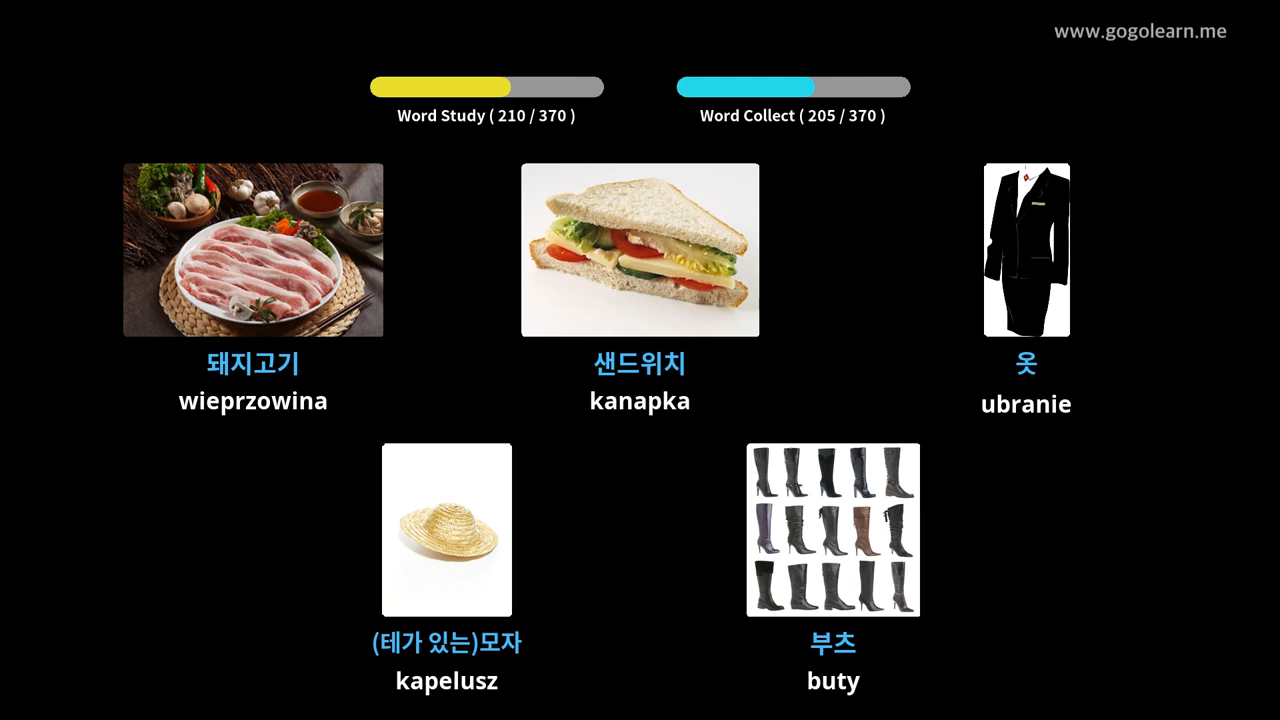 www.gogolearn.me
Word Study ( 210 / 370 )
Word Collect ( 205 / 370 )
돼지고기
wieprzowina
샌드위치
kanapka
옷
ubranie
(테가 있는)모자
kapelusz
부츠
buty